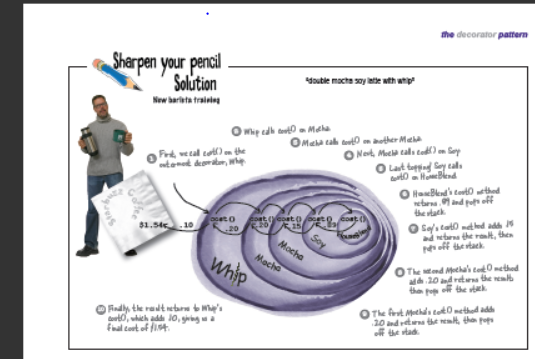 the decorator pattern
Sharpen your pencil
Solution
New barista training
"double mocha soy latte with whip"
1 First, we call cost() on the
outermost decorator, Whip.
2 Whip calls cost() on Mocha
3 Mocha calls cost() on another Mocha.
4 Next, Mocha calls cost() on Soy.
5 Last topping! Soy calls
cost() on HouseBlend.
6 HouseBlend's cost() method
returns .89 and pops off
the stack.
7 Soy's cost() method adds .15
and returns the result, then
pops off the stack.
8 The second Mocha's cost() method
adds .20 and returns the result
then pops off the stack.
9 The first Mocha's cost() method adds
.20 and returns the result, then pops
off the stack.
10 Finally, the result returns to Whip's
cost(), which adds .10, giving us a
final cost of $1.54.
Starbuzz Coffee
cost() cost() cost() cost() cost()
$1.54 .10 .20 .20 .15 .89
HouseBlend
Soy
Mocha
Mocha
Whip